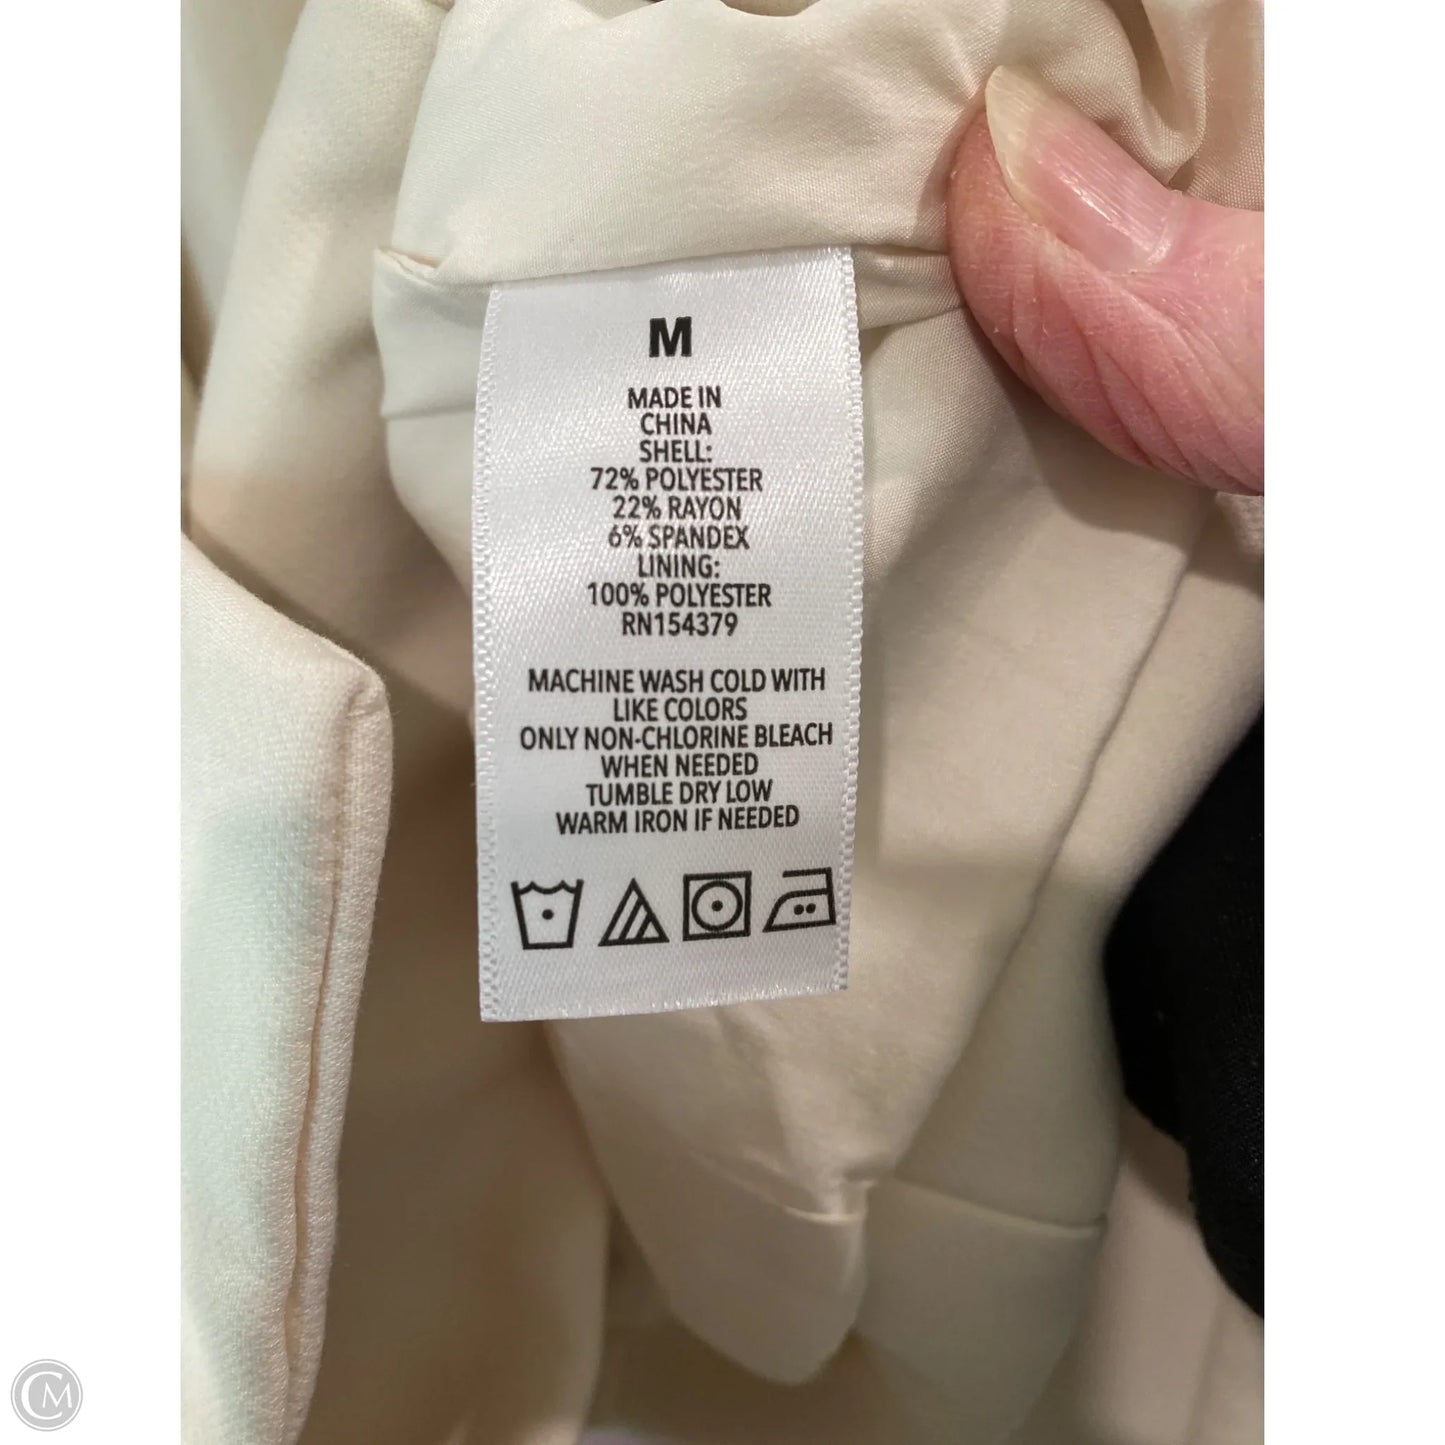 M
MADE IN
CHINA
SHELL:
72% POLYESTER
22% RAYON
6% SPANDEX
LINING:
100% POLYESTER
RN154379
MACHINE WASH COLD WITH
LIKE COLORS
ONLY NON-CHLORINE BLEACH
WHEN NEEDED
TUMBLE DRY LOW
WARM IRON IF NEEDED
CM